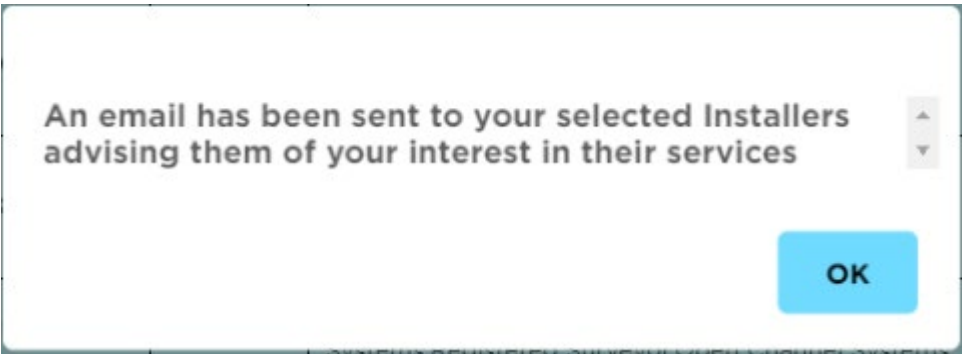 An email has been sent to your selected Installers
advising them of your interest in their services
OK